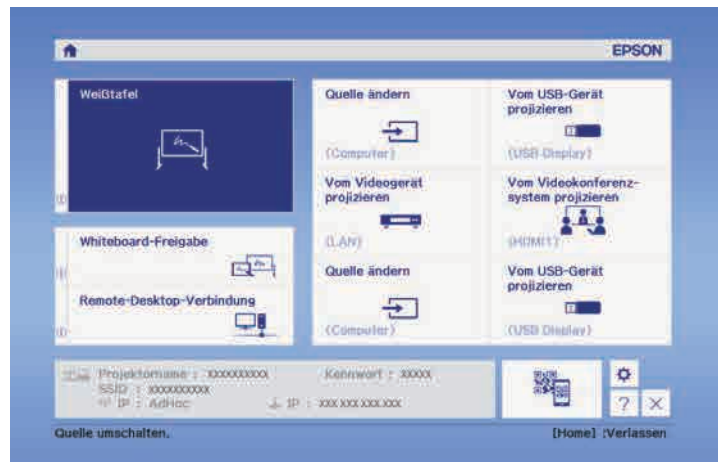 EPSON
Weißtafel
Quelle ändern
(Computer)
Vom USB-Gerät
projizieren
(USB Display)
Vom Videogerät
projizieren
(LAN)
Vom Videokonferenz-
system projizieren
(HDMI1)
Whiteboard-Freigabe
Remote-Desktop-Verbindung
Quelle ändern
(Computer)
Vom USB-Gerät
projizieren
(USB Display)
Projektorname : XXXXXXXXXX
Kennwort : XXXXX
SSID : XXXXXXXXXX
IP : AdHoc
IP : XXX.XXX.XXX.XXX
?
Quelle umschalten.
[Home] :Verlassen